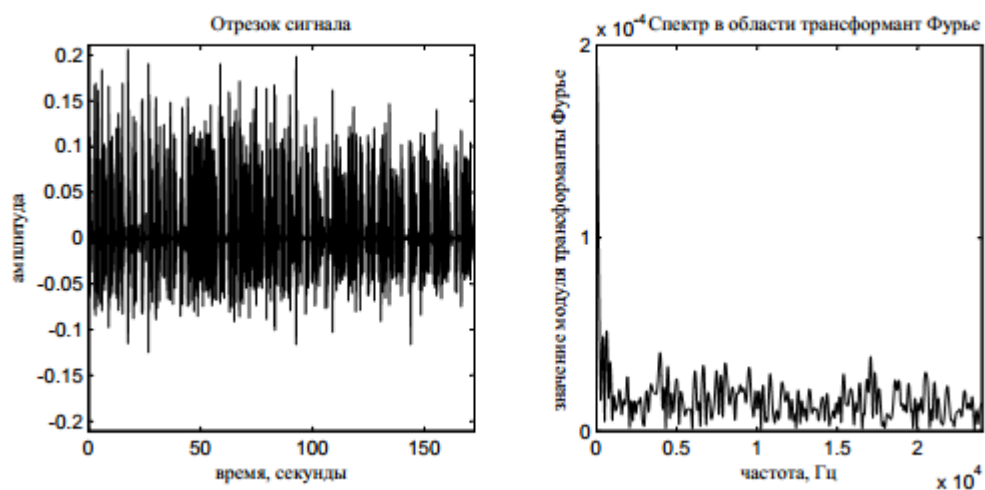 Отрезок сигнала
0.2
0.15
0.1
0.05
0
-0.05
-0.1
-0.15
-0.2
0 50 100 150
амплитуда
время, секунды
x 10⁻⁴ Спектр в области трансформант Фурье
2
1
0
0 0.5 1 1.5 2
значение модуля трансформанты Фурье
частота, Гц
x 10⁴